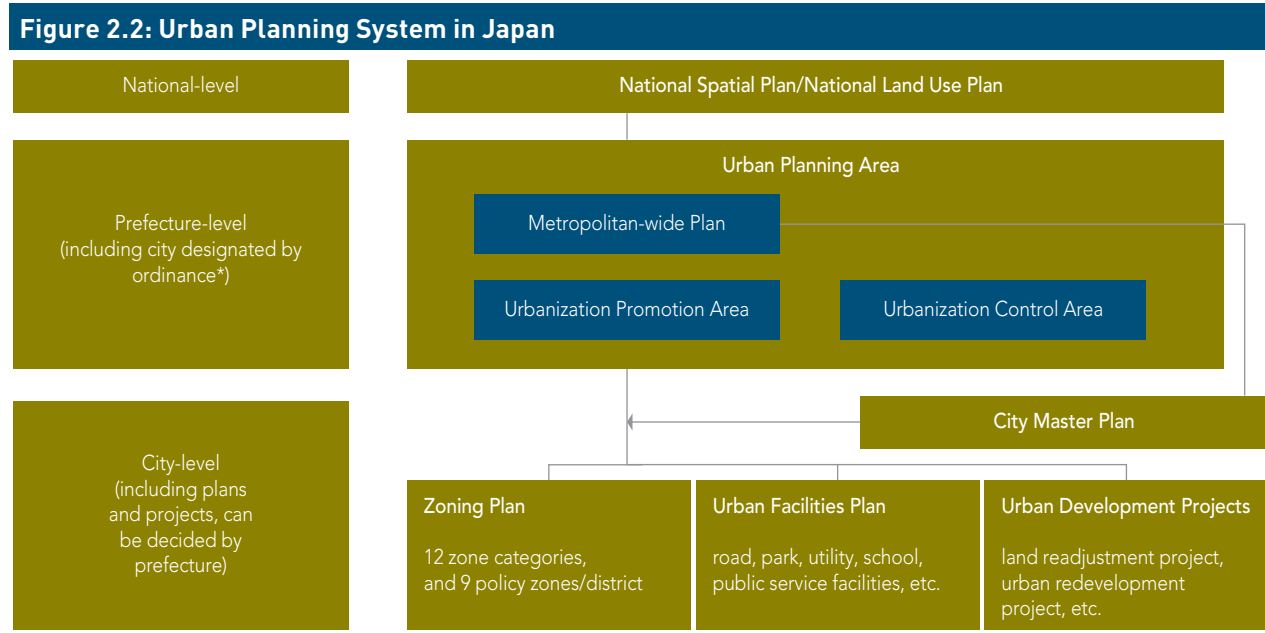 Figure 2.2: Urban Planning System in Japan
National-level
National Spatial Plan/National Land Use Plan
Prefecture-level
(including city designated by
ordinance*)
Urban Planning Area
Metropolitan-wide Plan
Urbanization Promotion Area
Urbanization Control Area
City-level
(including plans
and projects, can
be decided by
prefecture)
City Master Plan
Zoning Plan
12 zone categories,
and 9 policy zones/district
Urban Facilities Plan
road, park, utility, school,
public service facilities, etc.
Urban Development Projects
land readjustment project,
urban redevelopment
project, etc.